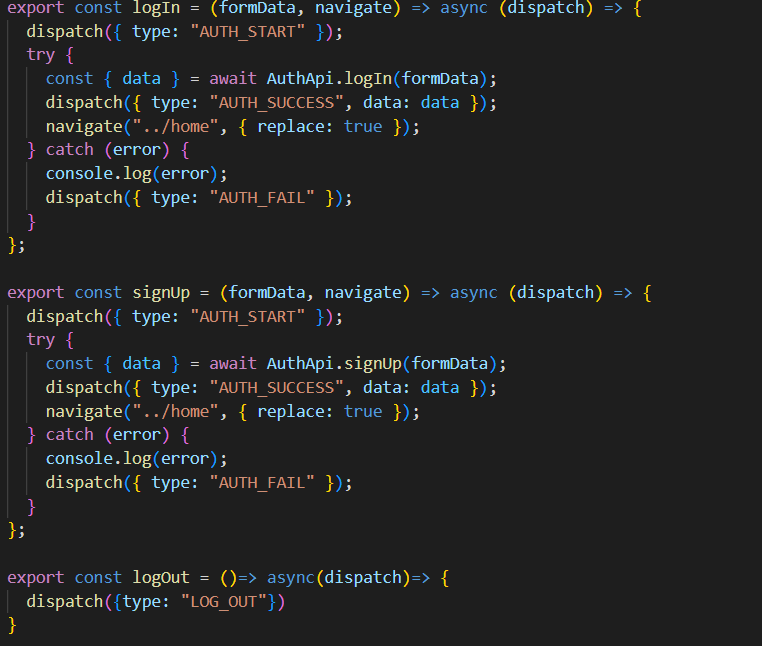 export const logIn = (formData, navigate) => async (dispatch) => {
  dispatch({ type: "AUTH_START" });
  try {
    const { data } = await AuthApi.logIn(formData);
    dispatch({ type: "AUTH_SUCCESS", data: data });
    navigate("../home", { replace: true });
  } catch (error) {
    console.log(error);
    dispatch({ type: "AUTH_FAIL" });
  }
};

export const signUp = (formData, navigate) => async (dispatch) => {
  dispatch({ type: "AUTH_START" });
  try {
    const { data } = await AuthApi.signUp(formData);
    dispatch({ type: "AUTH_SUCCESS", data: data });
    navigate("../home", { replace: true });
  } catch (error) {
    console.log(error);
    dispatch({ type: "AUTH_FAIL" });
  }
};

export const logOut = ()=> async(dispatch)=> {
  dispatch({type: "LOG_OUT"})
}